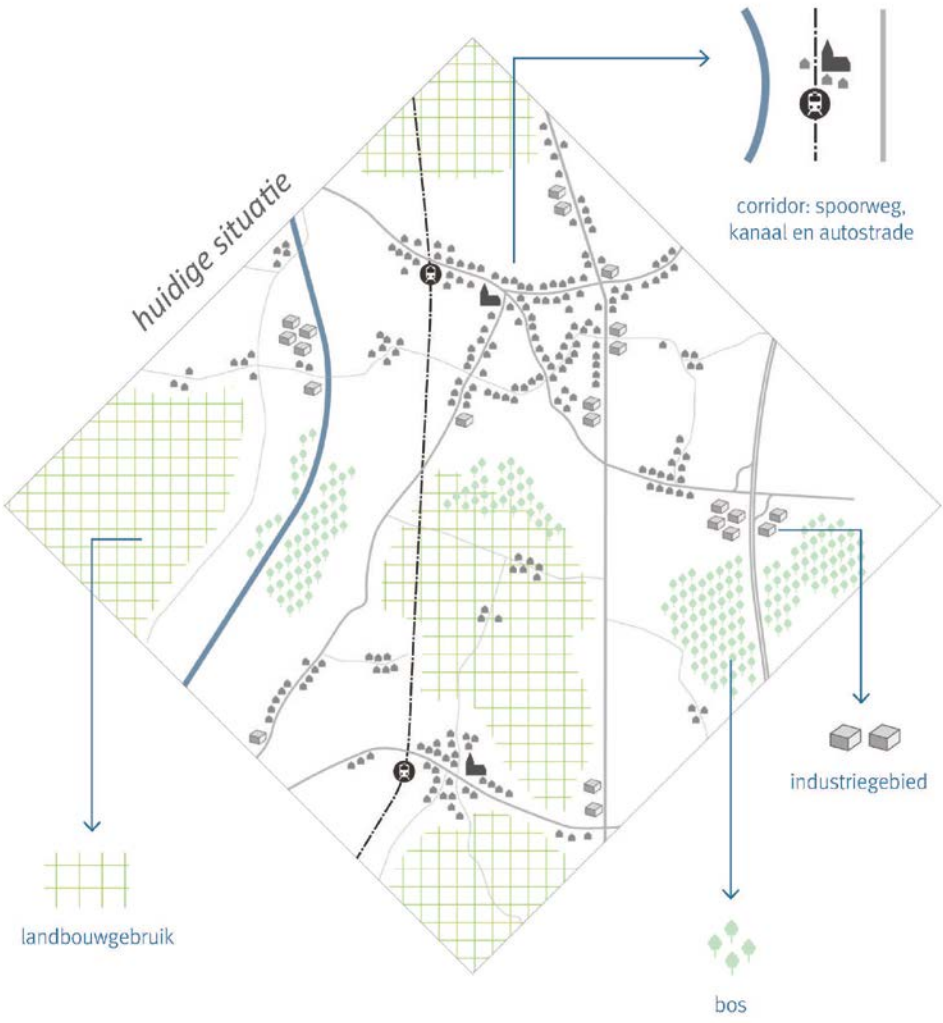 corridor: spoorweg,
kanaal en autostrade
huidige situatie
industriegebied
landbouwgebruik
bos